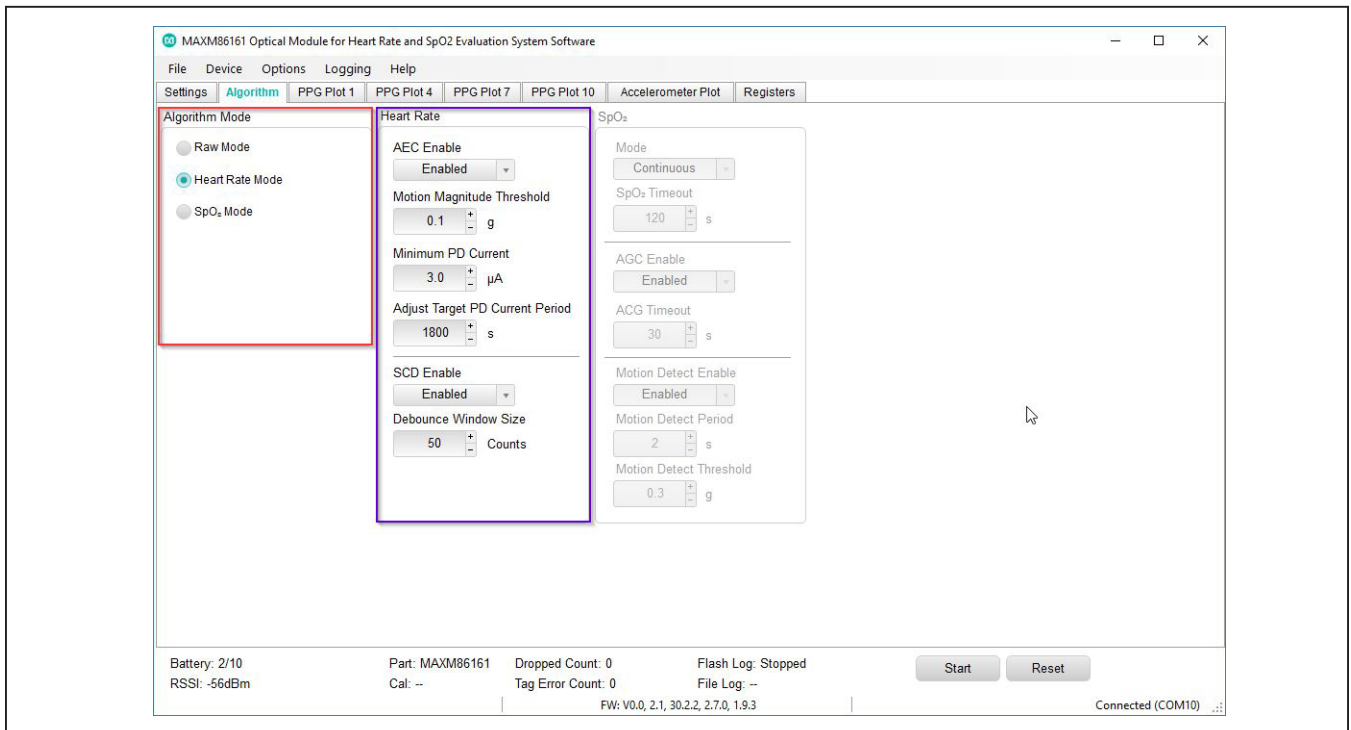 MAXM86161 Optical Module for Heart Rate and SpO2 Evaluation System Software
File Device Options Logging Help
Settings Algorithm PPG Plot 1 PPG Plot 4 PPG Plot 7 PPG Plot 10 Accelerometer Plot Registers
Algorithm Mode
Raw Mode
Heart Rate Mode
SpO₂ Mode
Heart Rate
AEC Enable
Enabled
Motion Magnitude Threshold
0.1 + - g
Minimum PD Current
3.0 + - µA
Adjust Target PD Current Period
1800 + - s
SCD Enable
Enabled
Debounce Window Size
50 + - Counts
SpO₂
Mode
Continuous
SpO₂ Timeout
120 + - s
AGC Enable
Enabled
ACG Timeout
30 + - s
Motion Detect Enable
Enabled
Motion Detect Period
2 + - s
Motion Detect Threshold
0.3 + - g
Battery: 2/10 Part: MAXM86161 Dropped Count: 0 Flash Log: Stopped Start Reset
RSSI: -56dBm Cal: -- Tag Error Count: 0 File Log: --
FW: V0.0, 2.1, 30.2.2, 2.7.0, 1.9.3 Connected (COM10)